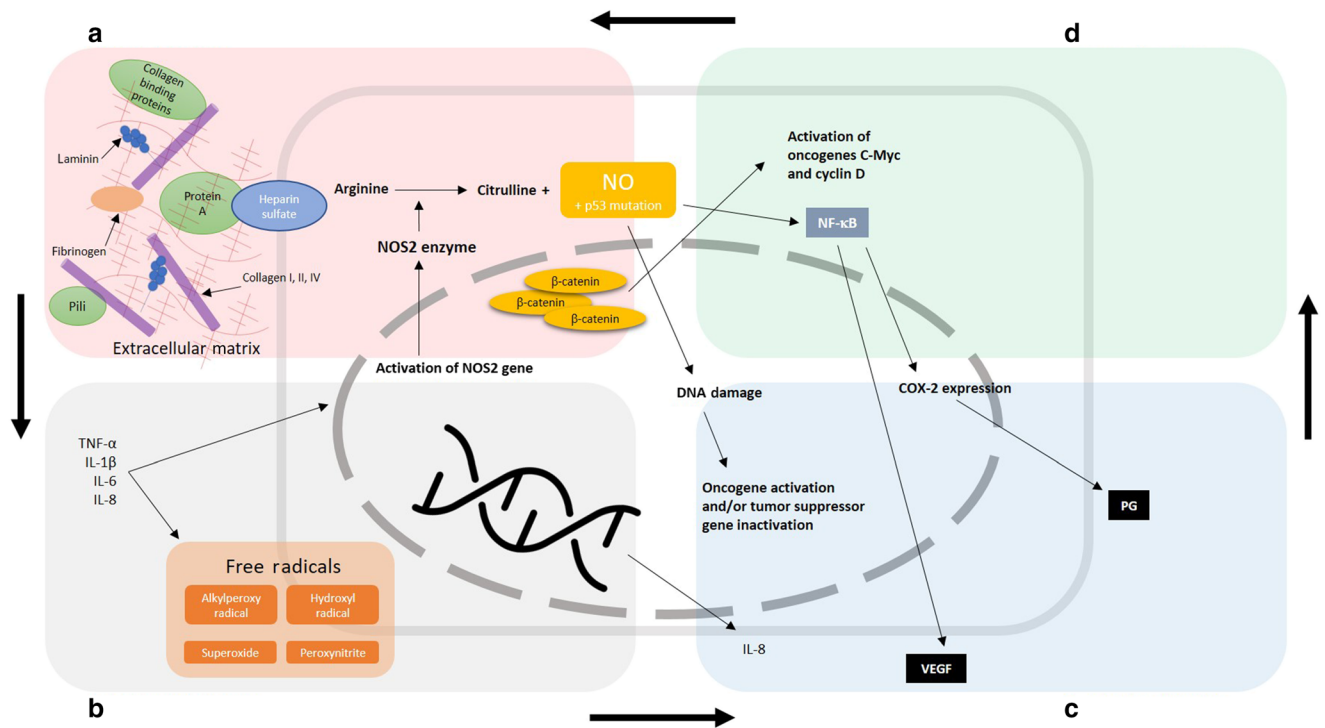 a
d
Collagen
binding
proteins
Laminin
Protein
A
Heparin
sulfate
Fibrinogen
Collagen I, II, IV
Pili
Extracellular matrix
Arginine
Citrulline +
NO
+ p53 mutation
NOS2 enzyme
β-catenin
β-catenin
β-catenin
Activation of NOS2 gene
Activation of
oncogenes C-Myc
and cyclin D
NF-κB
DNA damage
COX-2 expression
TNF-α
IL-1β
IL-6
IL-8
Oncogene activation
and/or tumor suppressor
gene inactivation
PG
Free radicals
Alkylperoxy
radical
Hydroxyl
radical
Superoxide
Peroxynitrite
IL-8
VEGF
b
c